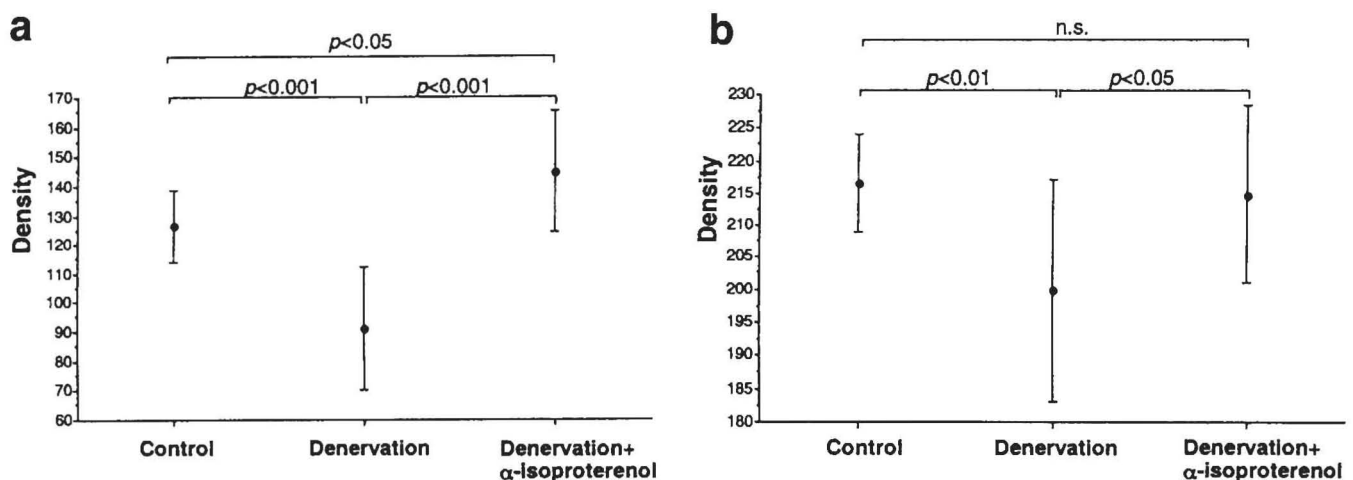 a
p<0.05
p<0.001
p<0.001
170
160
150
140
130
120
110
100
90
80
70
60
Density
Control
Denervation
Denervation+
α-isoproterenol
b
n.s.
p<0.01
p<0.05
230
225
220
215
210
205
200
195
190
185
180
Density
Control
Denervation
Denervation+
α-isoproterenol